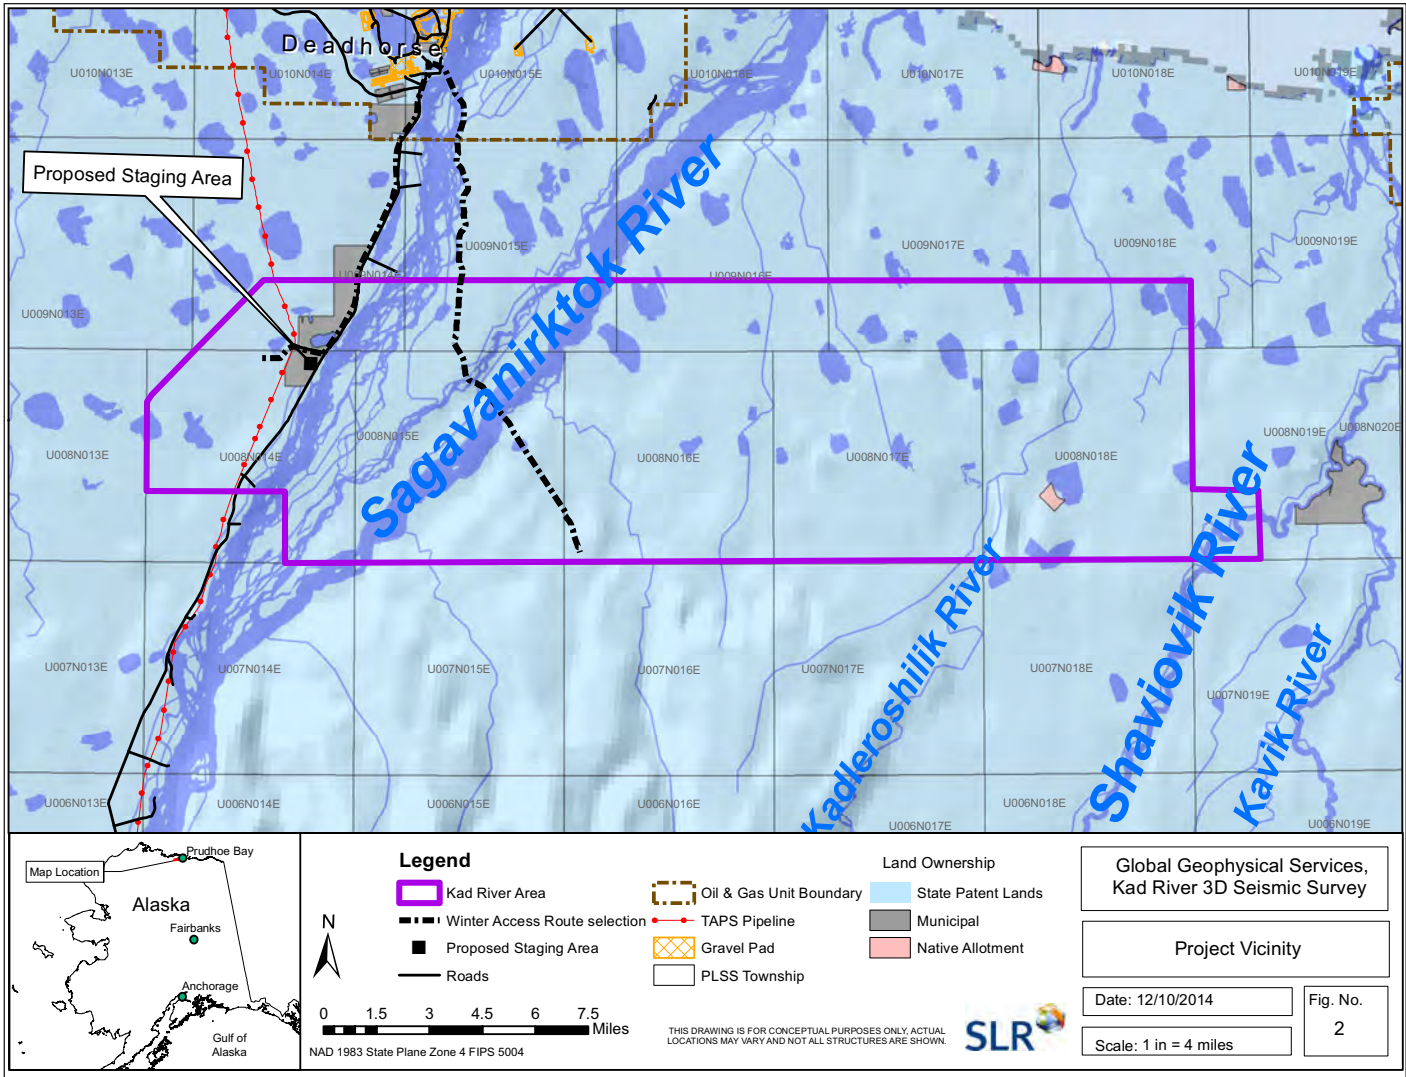 Deadhorse
U010N013E
U010N014E
U010N015E
U010N016E
U010N017E
U010N018E
U010N019E
Proposed Staging Area
Sagavanirktok River
U009N013E
U009N014E
U009N015E
U009N016E
U009N017E
U009N018E
U009N019E
U008N013E
U008N014E
U008N015E
U008N016E
U008N017E
U008N018E
U008N019E
U008N020E
Kadleroshilik River
Shaviovik River
Kavik River
U007N013E
U007N014E
U007N015E
U007N016E
U007N017E
U007N018E
U007N019E
U006N013E
U006N014E
U006N015E
U006N016E
U006N017E
U006N018E
U006N019E
Map Location
Prudhoe Bay
Alaska
Fairbanks
Anchorage
Gulf of
Alaska
N
Legend
Kad River Area
Winter Access Route selection
Proposed Staging Area
Roads
Oil & Gas Unit Boundary
TAPS Pipeline
Gravel Pad
PLSS Township
Land Ownership
State Patent Lands
Municipal
Native Allotment
0 1.5 3 4.5 6 7.5
Miles
NAD 1983 State Plane Zone 4 FIPS 5004
THIS DRAWING IS FOR CONCEPTUAL PURPOSES ONLY, ACTUAL
LOCATIONS MAY VARY AND NOT ALL STRUCTURES ARE SHOWN.
SLR
Global Geophysical Services,
Kad River 3D Seismic Survey
Project Vicinity
Date: 12/10/2014
Scale: 1 in = 4 miles
Fig. No.
2